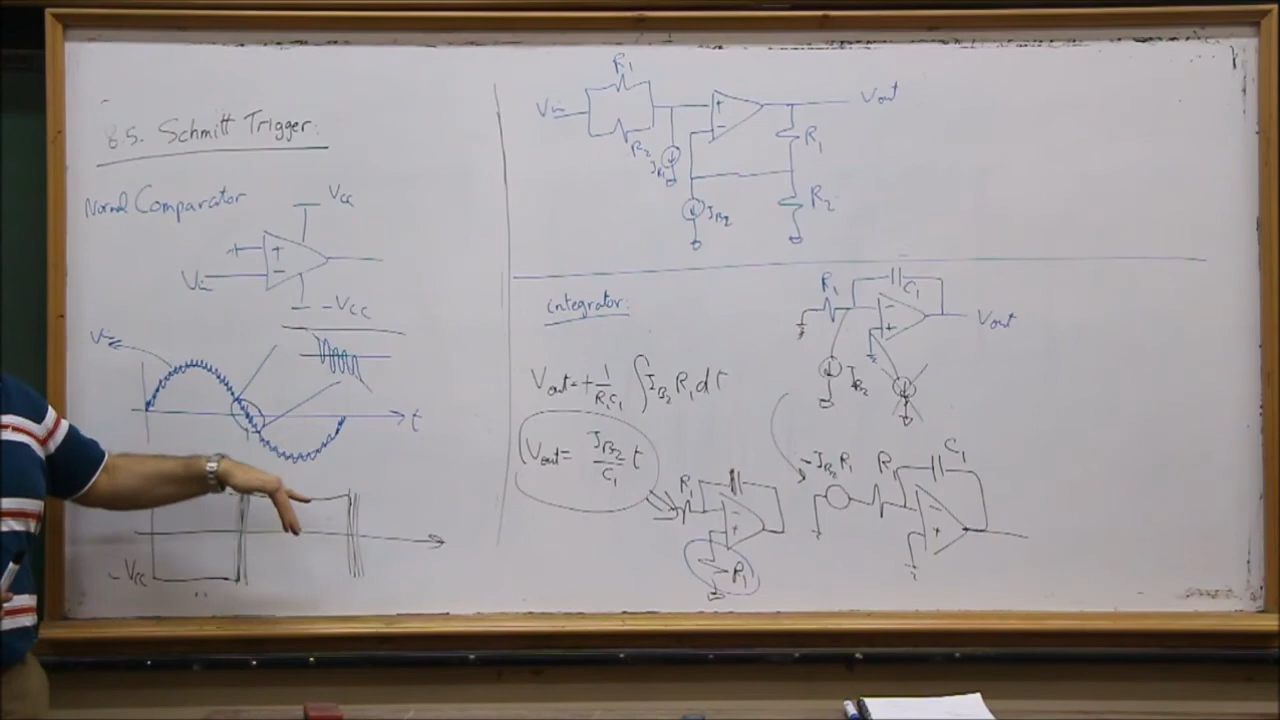 8.5. Schmitt Trigger:
Normal Comparator
Vcc
+
−
Vin
-Vcc
Vin
t
-Vcc
R1
Vin
R2
IB1
+
−
Vout
R1
R2
IB2
integrator:
R1
C1
−
+
Vout
IB2
Vout = + 1/R1C1 ∫ IB2 R1 dt
Vout = IB2/C1 t
R1
−
+
R1
-IB2 R1
R1
C1
−
+